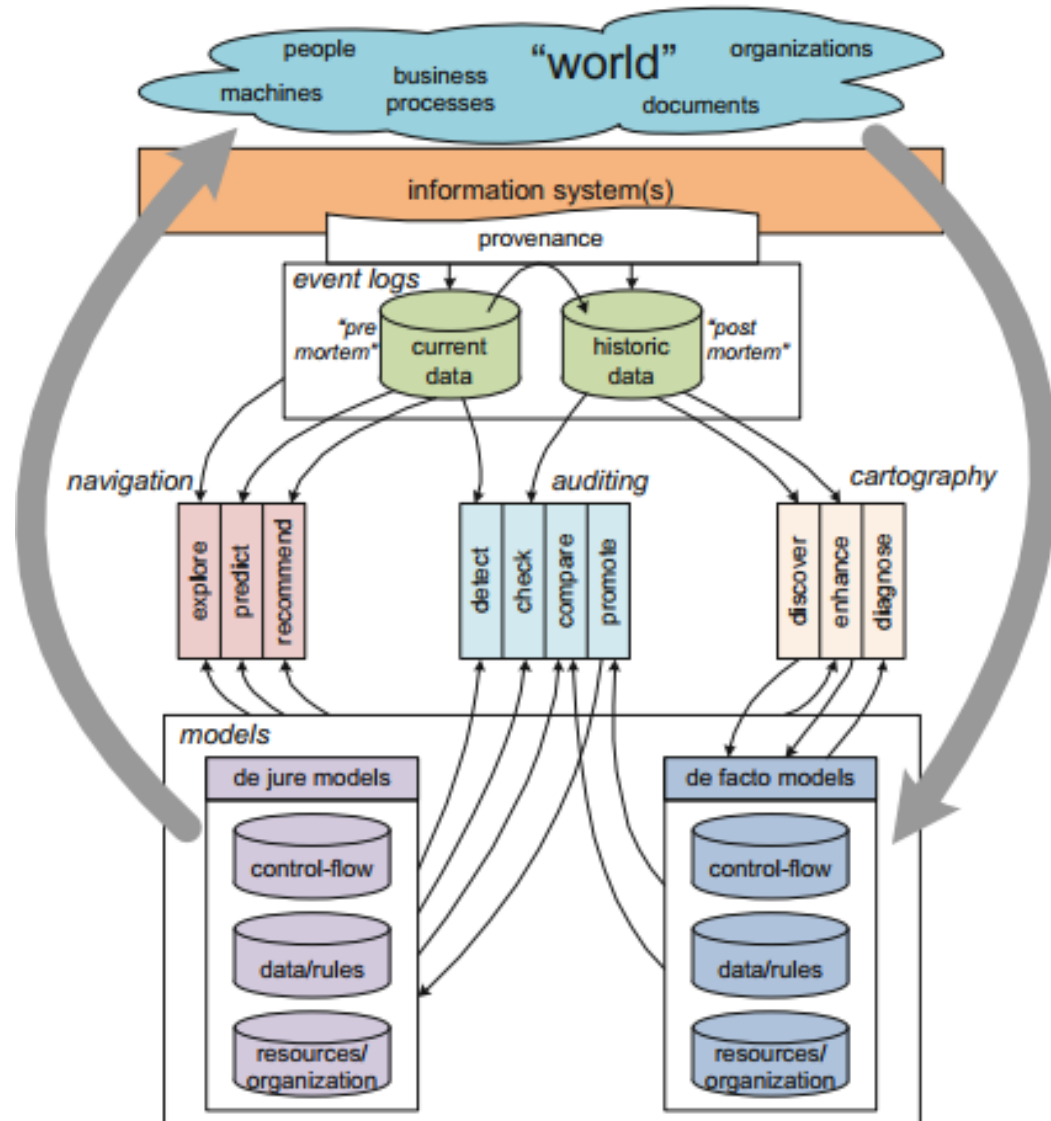 people
“world”
organizations
machines
business
processes
documents
information system(s)
provenance
event logs
“pre
mortem”
current
data
historic
data
“post
mortem”
navigation
auditing
cartography
explore
predict
recommend
detect
check
compare
promote
discover
enhance
diagnose
models
de jure models
de facto models
control-flow
control-flow
data/rules
data/rules
resources/
organization
resources/
organization